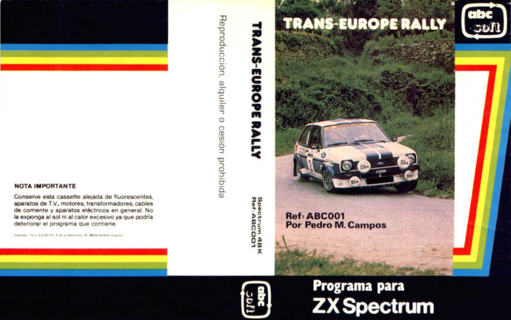 NOTA IMPORTANTE
Conserve esta cassette alejada de fluorescentes,
aparatos de T.V., motores, transformadores, cables
de corriente y aparatos eléctricos en general. No
la exponga al sol ni al calor excesivo ya que podría
deteriorar el programa que contiene.
TRANS-EUROPE RALLY
Reproducción, alquiler o cesión prohibida
Spectrum 48K
Ref: ABC001
abc
soft
TRANS-EUROPE RALLY
Ref: ABC001
Por Pedro M. Campos
abc
soft
Programa para
ZX Spectrum